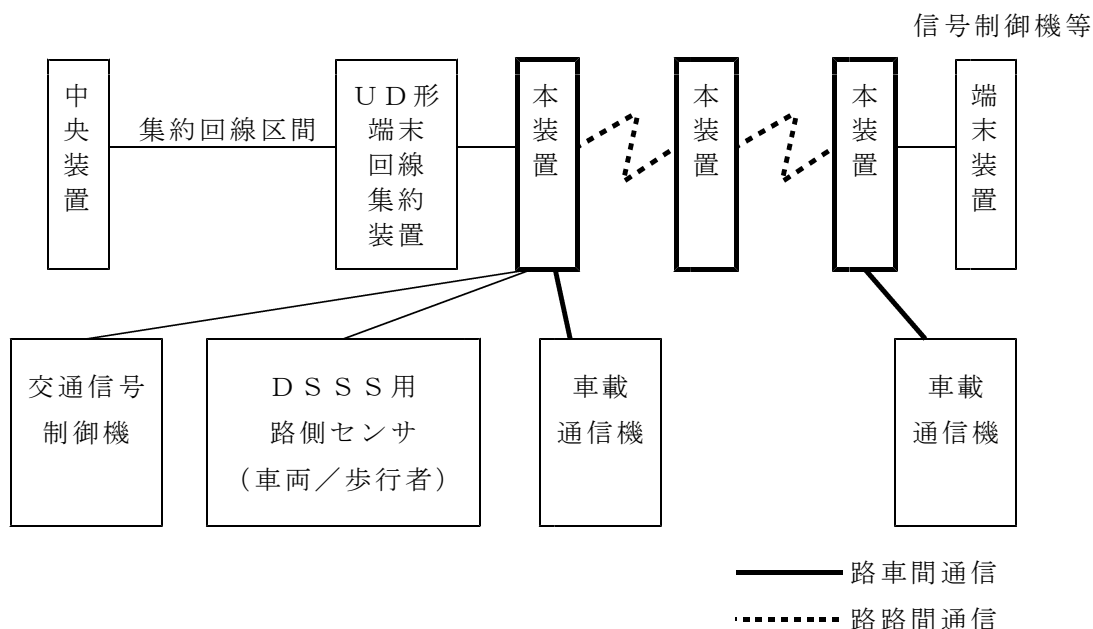 信号制御機等
中央装置
集約回線区間
ＵＤ形
端末
回線
集約
装置
本装置
本装置
本装置
端末装置
交通信号
制御機
ＤＳＳＳ用
路側センサ
（車両／歩行者）
車載
通信機
車載
通信機
路車間通信
路路間通信